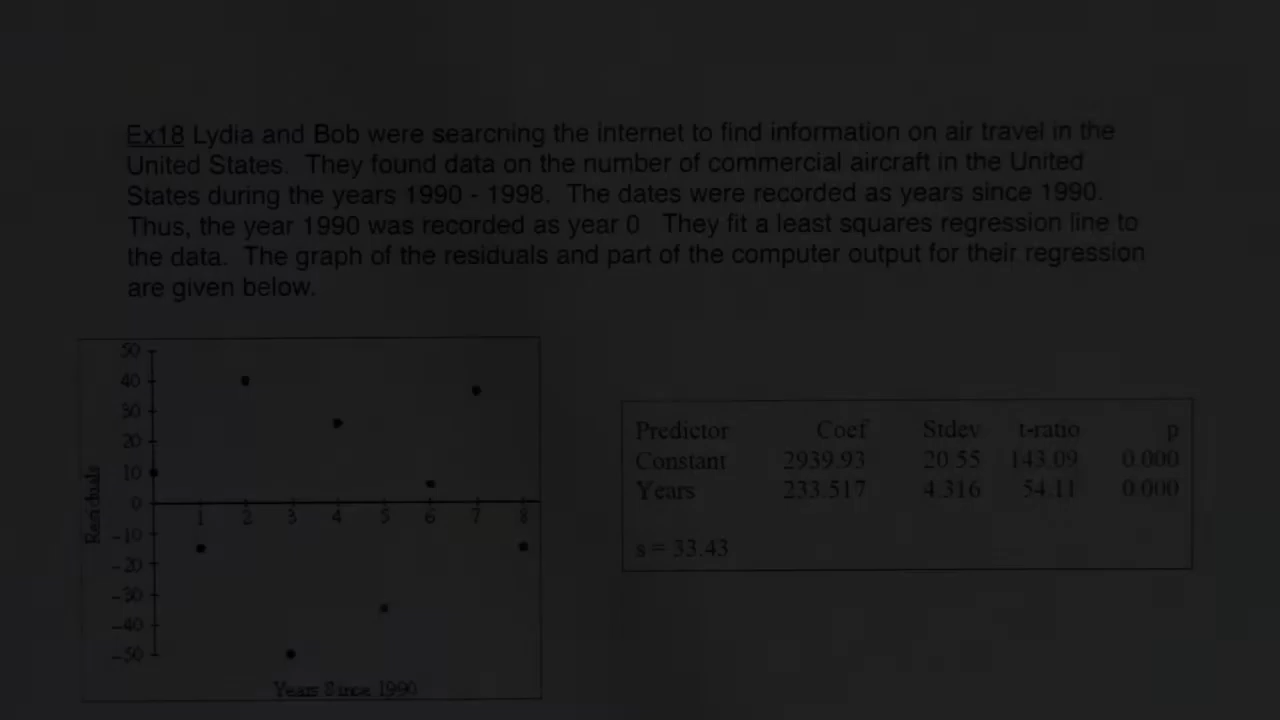 Ex18 Lydia and Bob were searcning the internet to find information on air travel in the
United States.  They found data on the number of commercial aircraft in the United
States during the years 1990 - 1998.  The dates were recorded as years since 1990.
Thus, the year 1990 was recorded as year 0   They fit a least squares regression line to
the data.  The graph of the residuals and part of the computer output for their regression
are given below.
50
40
30
20
10
0
-10
-20
-30
-40
-50
Residuals
1 2 3 4 5 6 7 8
Years Since 1990
Predictor Coef Stdev t-ratio p
Constant 2939.93 20.55 143.09 0.000
Years 233.517 4.316 54.11 0.000
s = 33.43